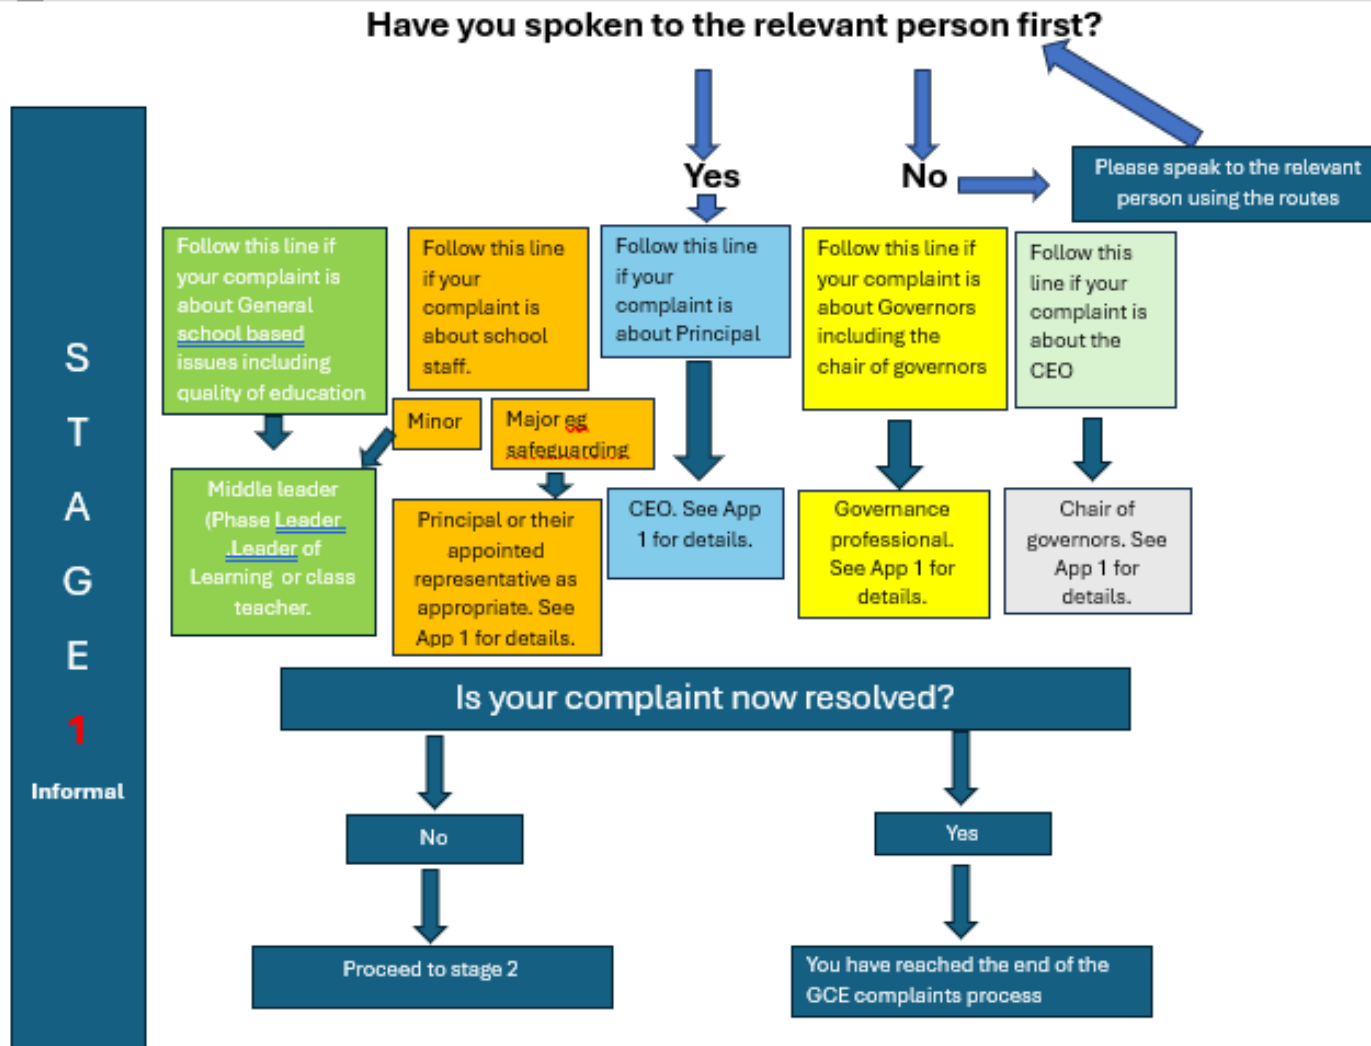 Have you spoken to the relevant person first?
Yes
No
Please speak to the relevant
person using the routes
S
T
A
G
E
1
Informal
Follow this line if
your complaint is
about General
school based
issues including
quality of education
Follow this line
if your
complaint is
about school
staff.
Follow this line
if your
complaint is
about Principal
Follow this line if
your complaint is
about Governors
including the
chair of governors
Follow this
line if your
complaint is
about the
CEO
Minor
Major eg
safeguarding
Middle leader
(Phase Leader
.Leader of
Learning or class
teacher.
Principal or their
appointed
representative as
appropriate. See
App 1 for details.
CEO. See App
1 for details.
Governance
professional.
See App 1 for
details.
Chair of
governors. See
App 1 for
details.
Is your complaint now resolved?
No
Yes
Proceed to stage 2
You have reached the end of the
GCE complaints process